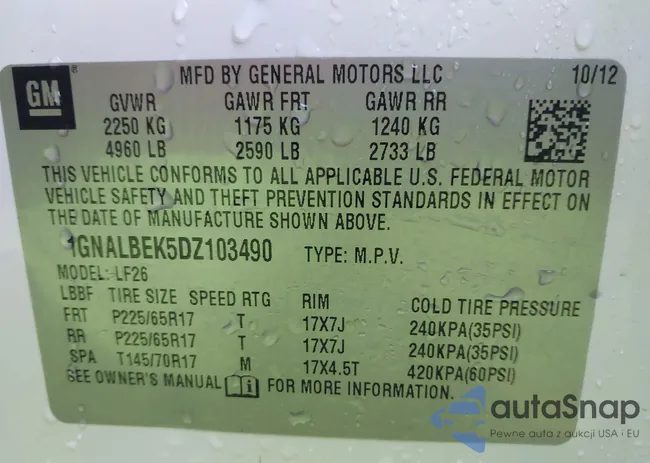 GM
MFD BY GENERAL MOTORS LLC 10/12
GVWR GAWR FRT GAWR RR
2250 KG 1175 KG 1240 KG
4960 LB 2590 LB 2733 LB
THIS VEHICLE CONFORMS TO ALL APPLICABLE U.S. FEDERAL MOTOR
VEHICLE SAFETY AND THEFT PREVENTION STANDARDS IN EFFECT ON
THE DATE OF MANUFACTURE SHOWN ABOVE.
1GNALBEK5DZ103490 TYPE: M.P.V.
MODEL: LF26
LBBF TIRE SIZE SPEED RTG RIM COLD TIRE PRESSURE
FRT P225/65R17 T 17X7J 240KPA(35PSI)
RR P225/65R17 T 17X7J 240KPA(35PSI)
SPA T145/70R17 M 17X4.5T 420KPA(60PSI)
SEE OWNER'S MANUAL i FOR MORE INFORMATION.
autaSnap
Pewne auta z aukcji USA i EU